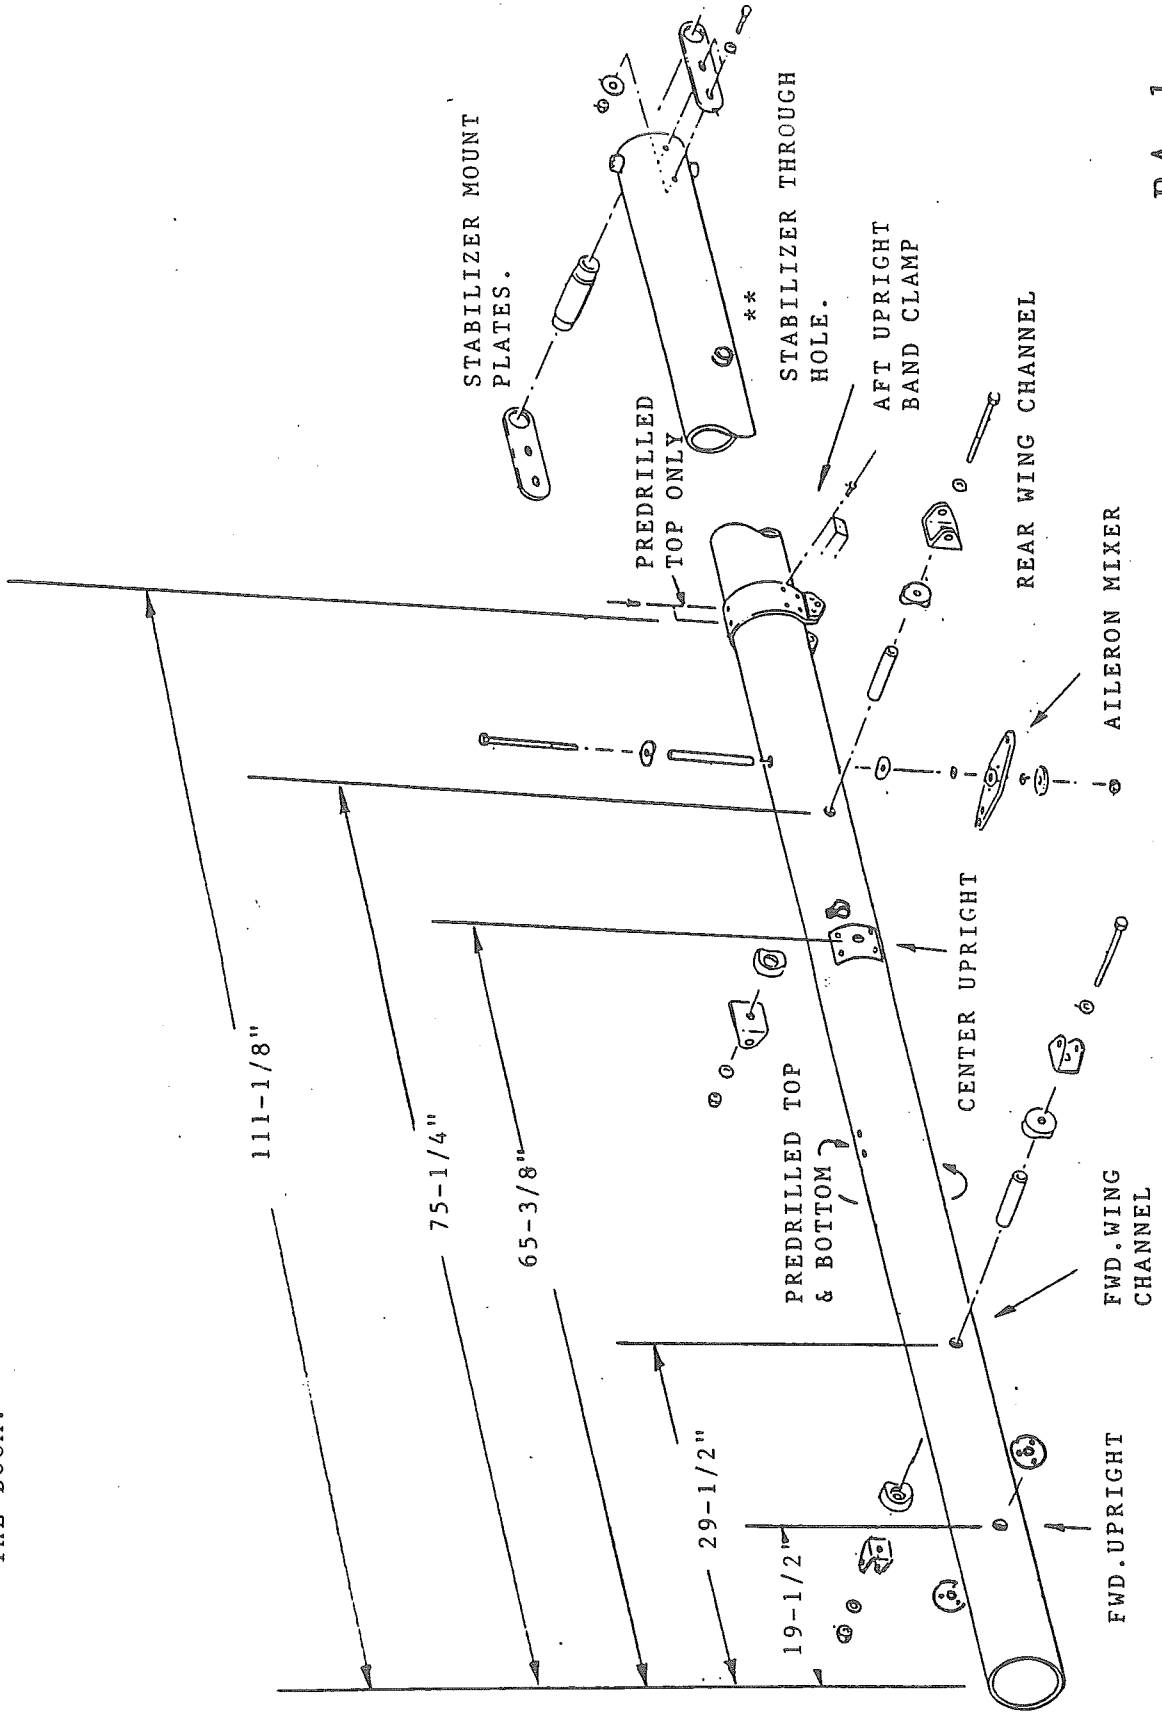 STABILIZER MOUNT
PLATES.
PREDRILLED
TOP ONLY
**
STABILIZER THROUGH
HOLE.
AFT UPRIGHT
BAND CLAMP
REAR WING CHANNEL
AILERON MIXER
111-1/8"
75-1/4"
65-3/8"
CENTER UPRIGHT
PREDRILLED TOP
& BOTTOM
29-1/2"
19-1/2"
FWD.WING
CHANNEL
FWD.UPRIGHT